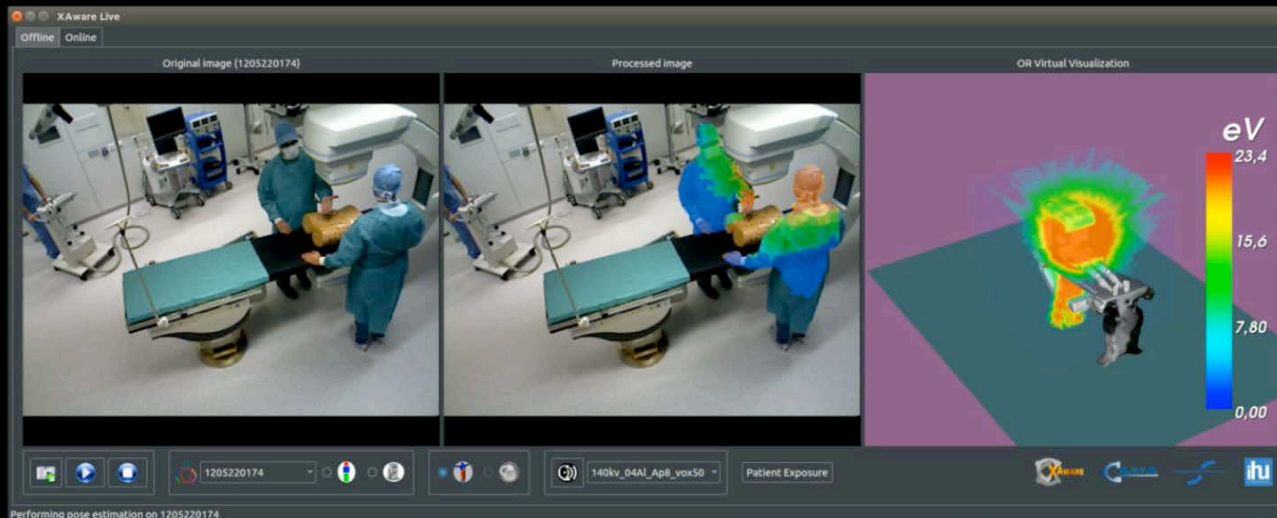 XAware Live
Offline Online
Original image (1205220174)
Processed image
OR Virtual Visualization
eV
23,4
15,6
7,80
0,00
1205220174
140kv_04Al_Ap8_vox50
Patient Exposure
XAWARE
ihu
Performing pose estimation on 1205220174